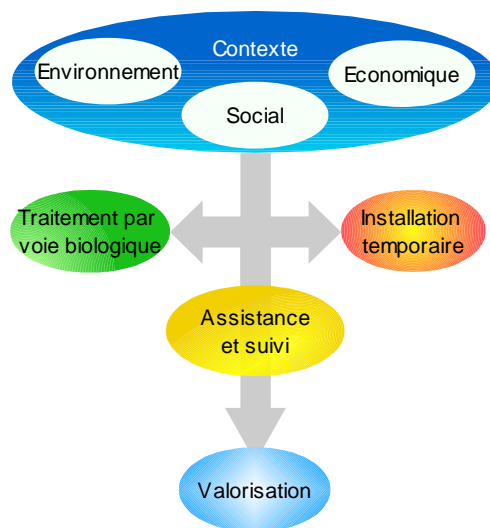 Contexte
Environnement
Economique
Social
Traitement par
voie biologique
Installation
temporaire
Assistance
et suivi
Valorisation